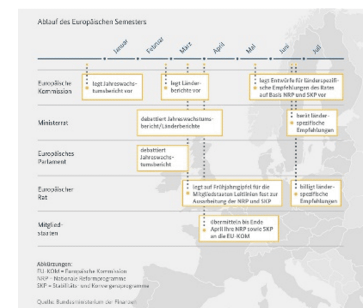 Ablauf des Europäischen Semesters
Januar
Februar
März
April
Mai
Juni
Juli
Europäische
Kommission
legt Jahreswachs-
tumsbericht vor
legt Länder-
berichte vor
legt Entwürfe für länderspezifi-
sche Empfehlungen des Rates
auf Basis NRP und SKP vor
Ministerrat
debattiert Jahreswachstums-
bericht/Länderberichte
berät länder-
spezifische
Empfehlungen
Europäisches
Parlament
debattiert
Jahreswachs-
tumsbericht
Europäischer
Rat
legt auf Frühjahrsgipfel für die
Mitgliedstaaten Leitlinien fest zur
Ausarbeitung der NRP und SKP
billigt länder-
spezifische
Empfehlungen
Mitglied-
staaten
übermitteln bis Ende
April ihre NRP sowie SKP
an die EU-KOM
Abkürzungen:
EU-KOM = Europäische Kommission
NRP = Nationale Reformprogramme
SKP = Stabilitäts- und Konvergenzprogramme
Quelle: Bundesministerium der Finanzen